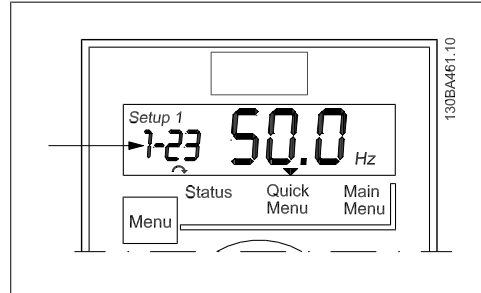 130BA461.10
Setup 1
1-23 50.0 Hz
Status Quick Menu Main Menu
Menu